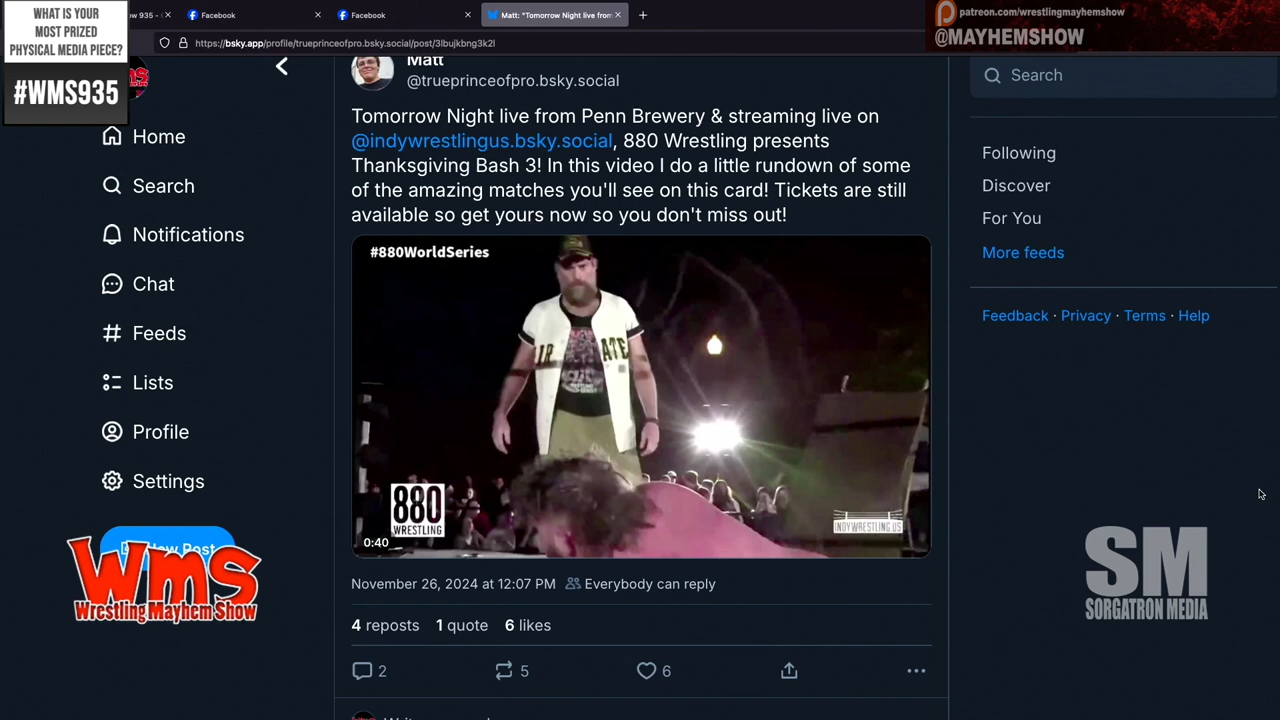 WHAT IS YOUR
MOST PRIZED
PHYSICAL MEDIA PIECE?
#WMS935
Facebook
Facebook
Matt: "Tomorrow Night live from
https://bsky.app/profile/trueprinceofpro.bsky.social/post/3lbujkbng3k2l
patreon.com/wrestlingmayhemshow
@MAYHEMSHOW
Home
Search
Notifications
Chat
Feeds
Lists
Profile
Settings
New Post
Wms
Wrestling Mayhem Show
Matt
@trueprinceofpro.bsky.social
Tomorrow Night live from Penn Brewery & streaming live on
@indywrestlingus.bsky.social, 880 Wrestling presents
Thanksgiving Bash 3! In this video I do a little rundown of some
of the amazing matches you'll see on this card! Tickets are still
available so get yours now so you don't miss out!
#880WorldSeries
880
WRESTLING
INDYWRESTLING.US
0:40
November 26, 2024 at 12:07 PM
Everybody can reply
4 reposts 1 quote 6 likes
2 5 6
Search
Following
Discover
For You
More feeds
Feedback · Privacy · Terms · Help
SM
SORGATRON MEDIA